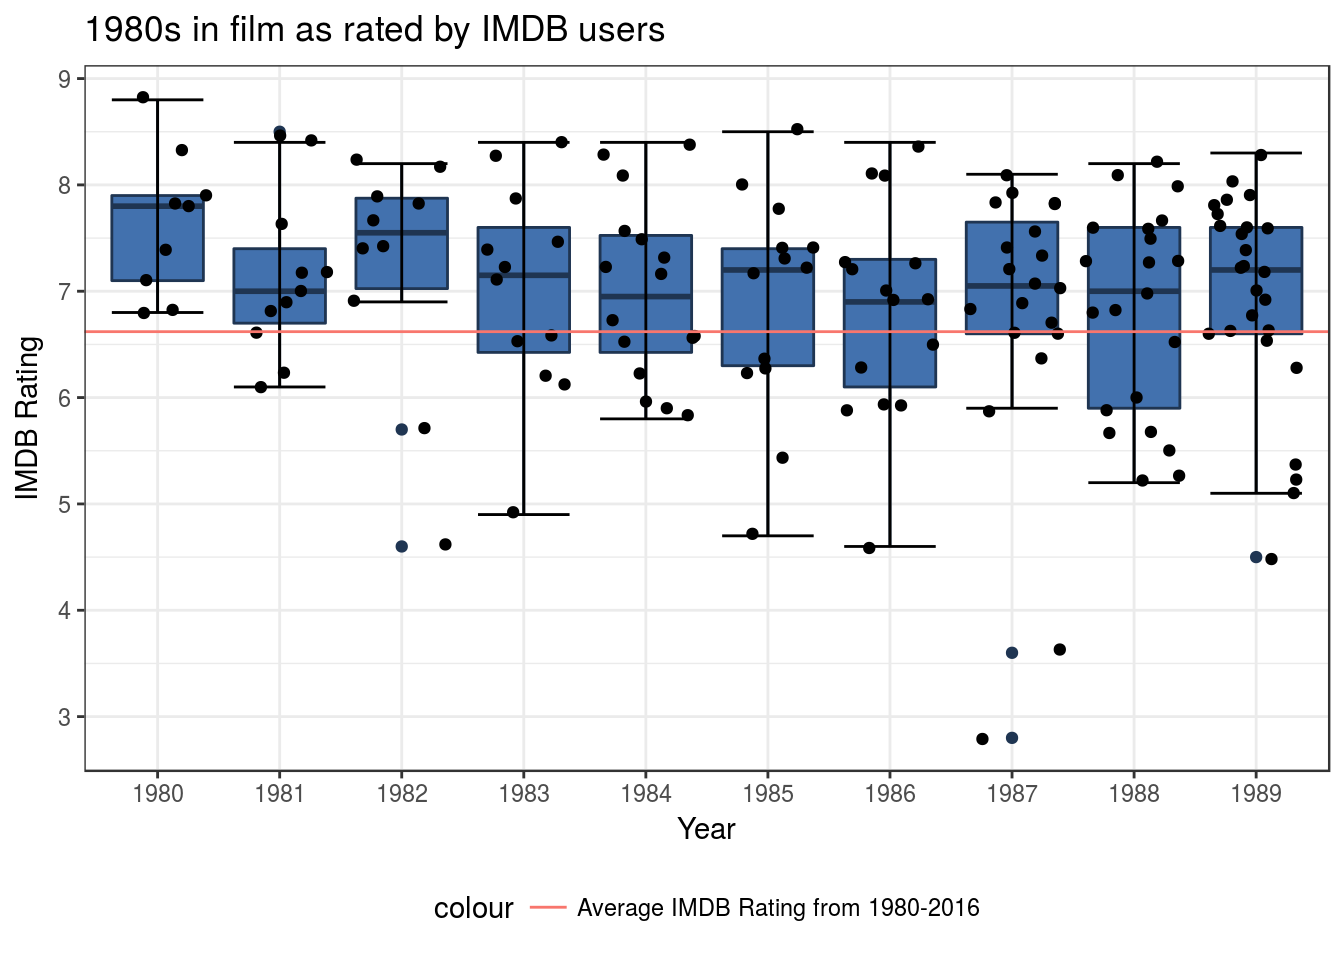 1980s in film as rated by IMDB users
IMDB Rating
9
8
7
6
5
4
3
1980 1981 1982 1983 1984 1985 1986 1987 1988 1989
Year
colour Average IMDB Rating from 1980-2016